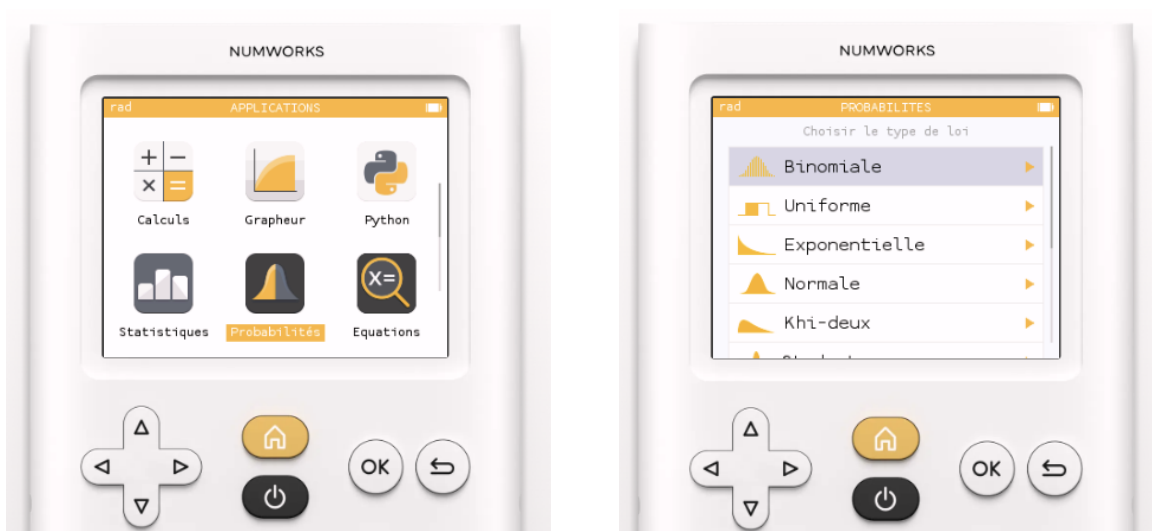 NUMWORKS
rad APPLICATIONS
Calculs Grapheur Python
X=
Statistiques Probabilités Equations
OK
NUMWORKS
rad PROBABILITES
Choisir le type de loi
Binomiale
Uniforme
Exponentielle
Normale
Khi-deux
OK